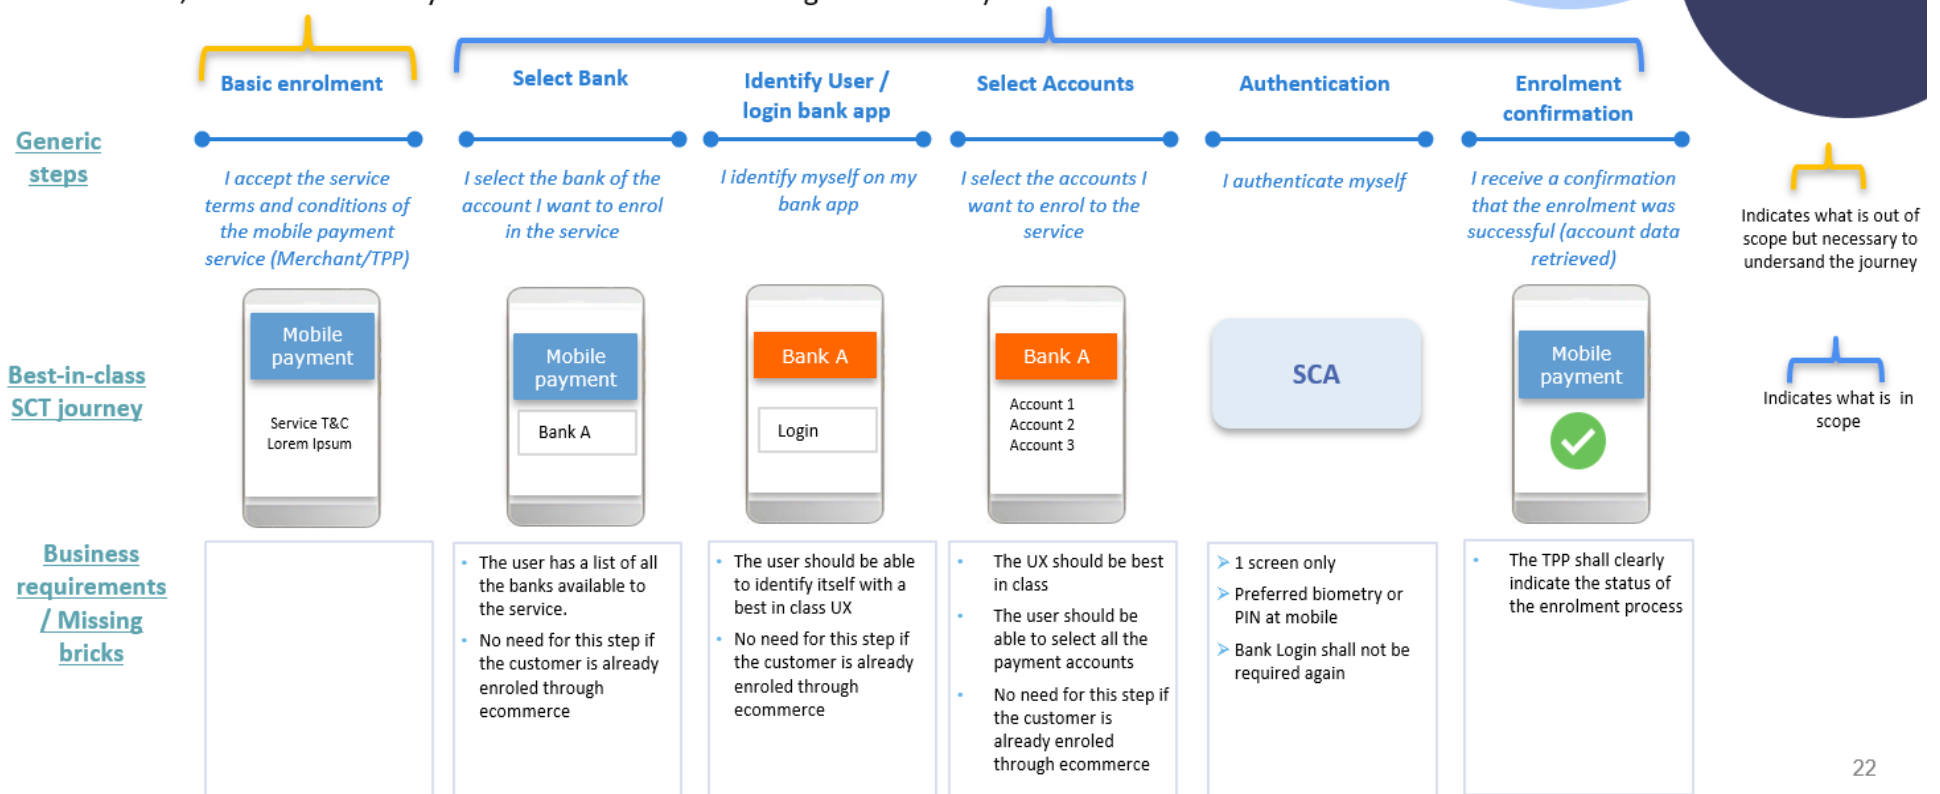 Basic enrolment
Select Bank
Identify User /
login bank app
Select Accounts
Authentication
Enrolment
confirmation
Generic
steps
I accept the service
terms and conditions of
the mobile payment
service (Merchant/TPP)
I select the bank of the
account I want to enrol
in the service
I identify myself on my
bank app
I select the accounts I
want to enrol to the
service
I authenticate myself
I receive a confirmation
that the enrolment was
successful (account data
retrieved)
Indicates what is out of
scope but necessary to
undersand the journey
Best-in-class
SCT journey
Mobile
payment
Service T&C
Lorem Ipsum
Mobile
payment
Bank A
Bank A
Login
Bank A
Account 1
Account 2
Account 3
SCA
Mobile
payment
Indicates what is in
scope
Business
requirements
/ Missing
bricks
• The user has a list of all
the banks available to
the service.
• No need for this step if
the customer is already
enroled through
ecommerce
• The user should be able
to identify itself with a
best in class UX
• No need for this step if
the customer is already
enroled through
ecommerce
• The UX should be best
in class
• The user should be
able to select all the
payment accounts
• No need for this step if
the customer is
already enroled
through ecommerce
➢ 1 screen only
➢ Preferred biometry or
PIN at mobile
➢ Bank Login shall not be
required again
• The TPP shall clearly
indicate the status of
the enrolment process
22